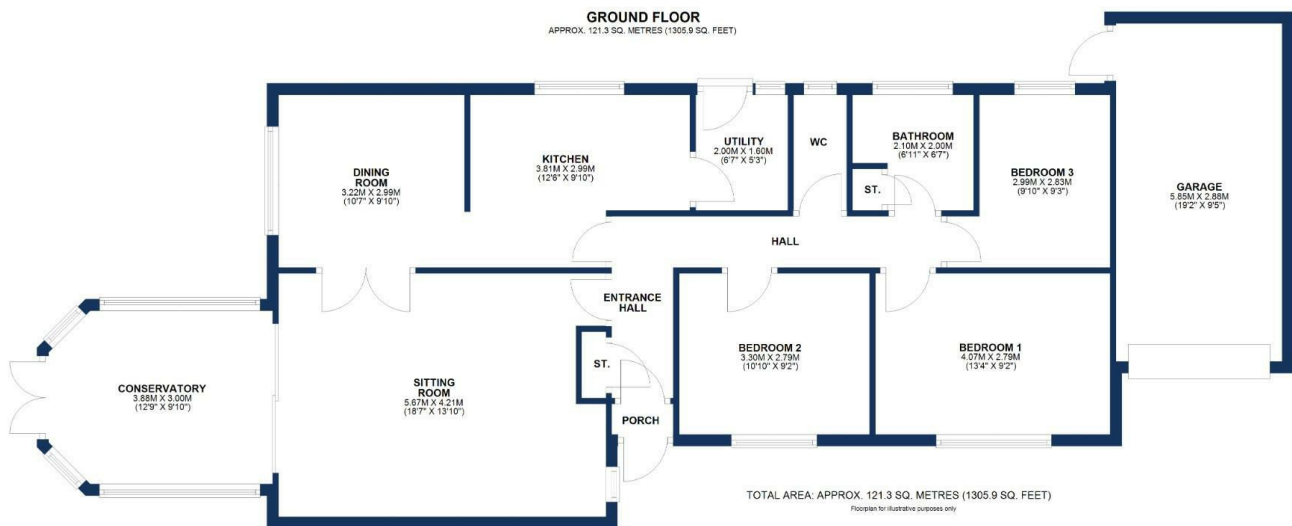 GROUND FLOOR
APPROX. 121.3 SQ. METRES (1305.9 SQ. FEET)
DINING
ROOM
3.22M X 2.99M
(10'7" X 9'10")
KITCHEN
3.81M X 2.99M
(12'6" X 9'10")
UTILITY
2.00M X 1.60M
(6'7" X 5'3")
WC
BATHROOM
2.10M X 2.00M
(6'11" X 6'7")
ST.
BEDROOM 3
2.99M X 2.83M
(9'10" X 9'3")
GARAGE
5.85M X 2.88M
(19'2" X 9'5")
HALL
ENTRANCE
HALL
ST.
PORCH
CONSERVATORY
3.88M X 3.00M
(12'9" X 9'10")
SITTING
ROOM
5.67M X 4.21M
(18'7" X 13'10")
BEDROOM 2
3.30M X 2.79M
(10'10" X 9'2")
BEDROOM 1
4.07M X 2.79M
(13'4" X 9'2")
TOTAL AREA: APPROX. 121.3 SQ. METRES (1305.9 SQ. FEET)
Floorplan for illustrative purposes only